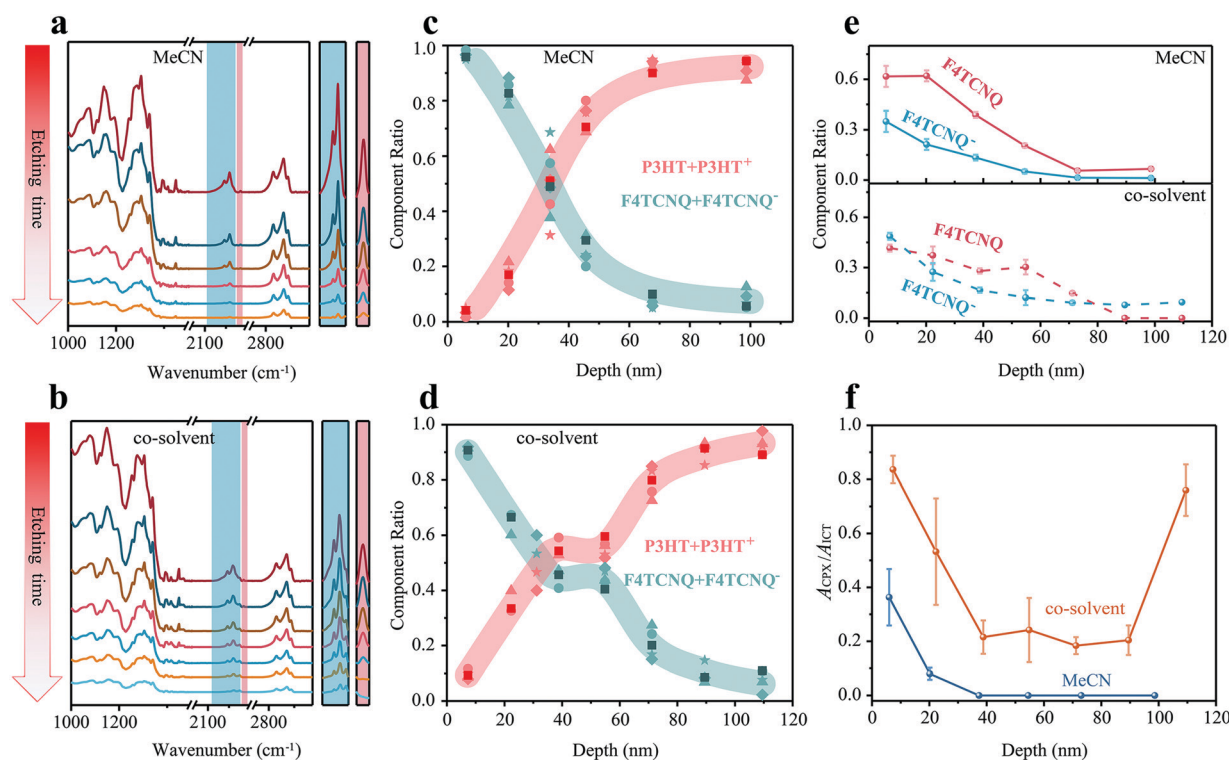 a
MeCN
Etching time
1000 1200 2100 2800
Wavenumber (cm⁻¹)
c
MeCN
Component Ratio
1.0
0.8
0.6
0.4
0.2
0.0
P3HT+P3HT⁺
F4TCNQ+F4TCNQ⁻
0 20 40 60 80 100 120
Depth (nm)
e
MeCN
Component Ratio
0.6
0.3
0.0
F4TCNQ
F4TCNQ⁻
co-solvent
0.6
0.3
0.0
F4TCNQ
F4TCNQ⁻
0 20 40 60 80 100 120
Depth (nm)
b
co-solvent
Etching time
1000 1200 2100 2800
Wavenumber (cm⁻¹)
d
co-solvent
Component Ratio
1.0
0.8
0.6
0.4
0.2
0.0
P3HT+P3HT⁺
F4TCNQ+F4TCNQ⁻
0 20 40 60 80 100 120
Depth (nm)
f
A_CPX/A_ICT
1.0
0.8
0.6
0.4
0.2
0.0
co-solvent
MeCN
0 20 40 60 80 100 120
Depth (nm)